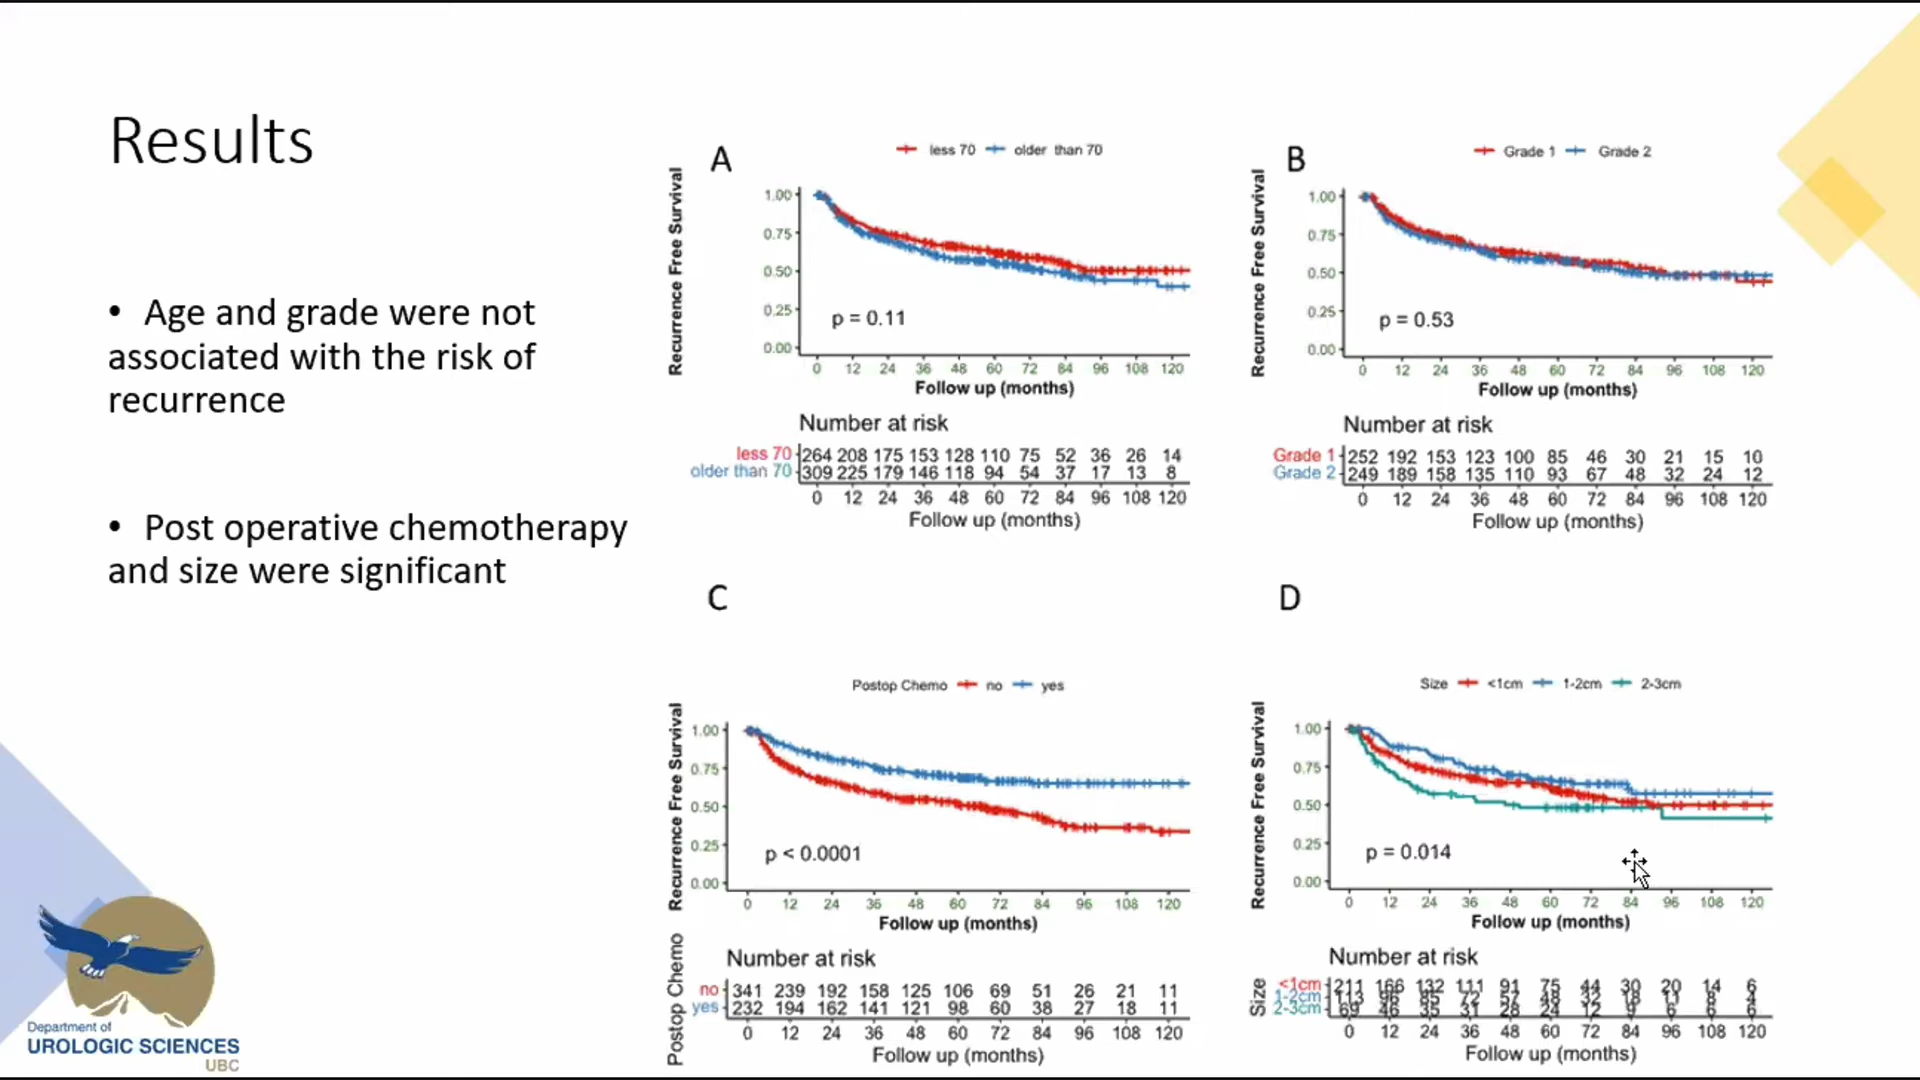 Results
• Age and grade were not
associated with the risk of
recurrence
• Post operative chemotherapy
and size were significant
A
less 70 older than 70
Recurrence Free Survival
1.00
0.75
0.50
0.25
0.00
p = 0.11
0 12 24 36 48 60 72 84 96 108 120
Follow up (months)
Number at risk
less 70 264 208 175 153 128 110 75 52 36 26 14
older than 70 309 225 179 146 118 94 54 37 17 13 8
0 12 24 36 48 60 72 84 96 108 120
Follow up (months)
B
Grade 1 Grade 2
Recurrence Free Survival
1.00
0.75
0.50
0.25
0.00
p = 0.53
0 12 24 36 48 60 72 84 96 108 120
Follow up (months)
Number at risk
Grade 1 252 192 153 123 100 85 46 30 21 15 10
Grade 2 249 189 158 135 110 93 67 48 32 24 12
0 12 24 36 48 60 72 84 96 108 120
Follow up (months)
C
Postop Chemo no yes
Recurrence Free Survival
1.00
0.75
0.50
0.25
0.00
p < 0.0001
0 12 24 36 48 60 72 84 96 108 120
Follow up (months)
Number at risk
Postop Chemo
no 341 239 192 158 125 106 69 51 26 21 11
yes 232 194 162 141 121 98 60 38 27 18 11
0 12 24 36 48 60 72 84 96 108 120
Follow up (months)
D
Size <1cm 1-2cm 2-3cm
Recurrence Free Survival
1.00
0.75
0.50
0.25
0.00
p = 0.014
0 12 24 36 48 60 72 84 96 108 120
Follow up (months)
Number at risk
Size
<1cm 211 166 132 111 91 75 44 30 20 14 6
1-2cm 113 96 85 72 57 48 32 18 11 8 4
2-3cm 69 46 35 31 28 24 12 9 6 6 6
0 12 24 36 48 60 72 84 96 108 120
Follow up (months)
Department of
UROLOGIC SCIENCES
UBC